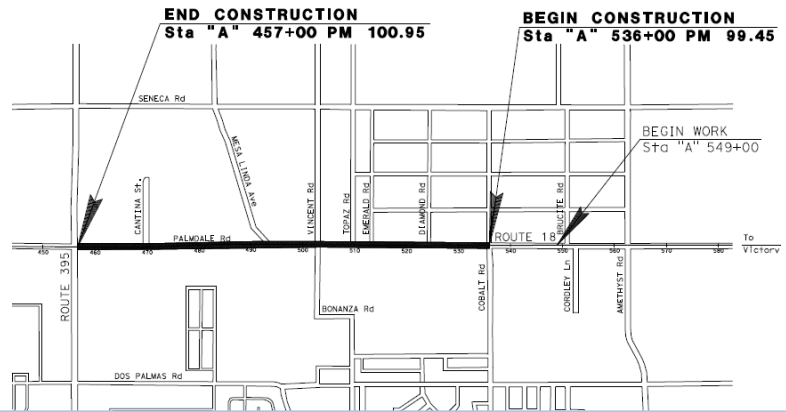 END CONSTRUCTION
Sta "A" 457+00 PM 100.95
BEGIN CONSTRUCTION
Sta "A" 536+00 PM 99.45
SENECA Rd
BEGIN WORK
Sta "A" 549+00
MESA LINDA Ave
CANTINA St.
VINCENT Rd
TOPAZ Rd
EMERALD Rd
DIAMOND Rd
BRUCITE Rd
PALMDALE Rd
ROUTE 18
To
Victorv
450
460
470
480
490
500
510
520
530
540
550
560
570
580
ROUTE 395
COBALT Rd
CORDLEY Ln
AMETHYST Rd
BONANZA Rd
DOS PALMAS Rd